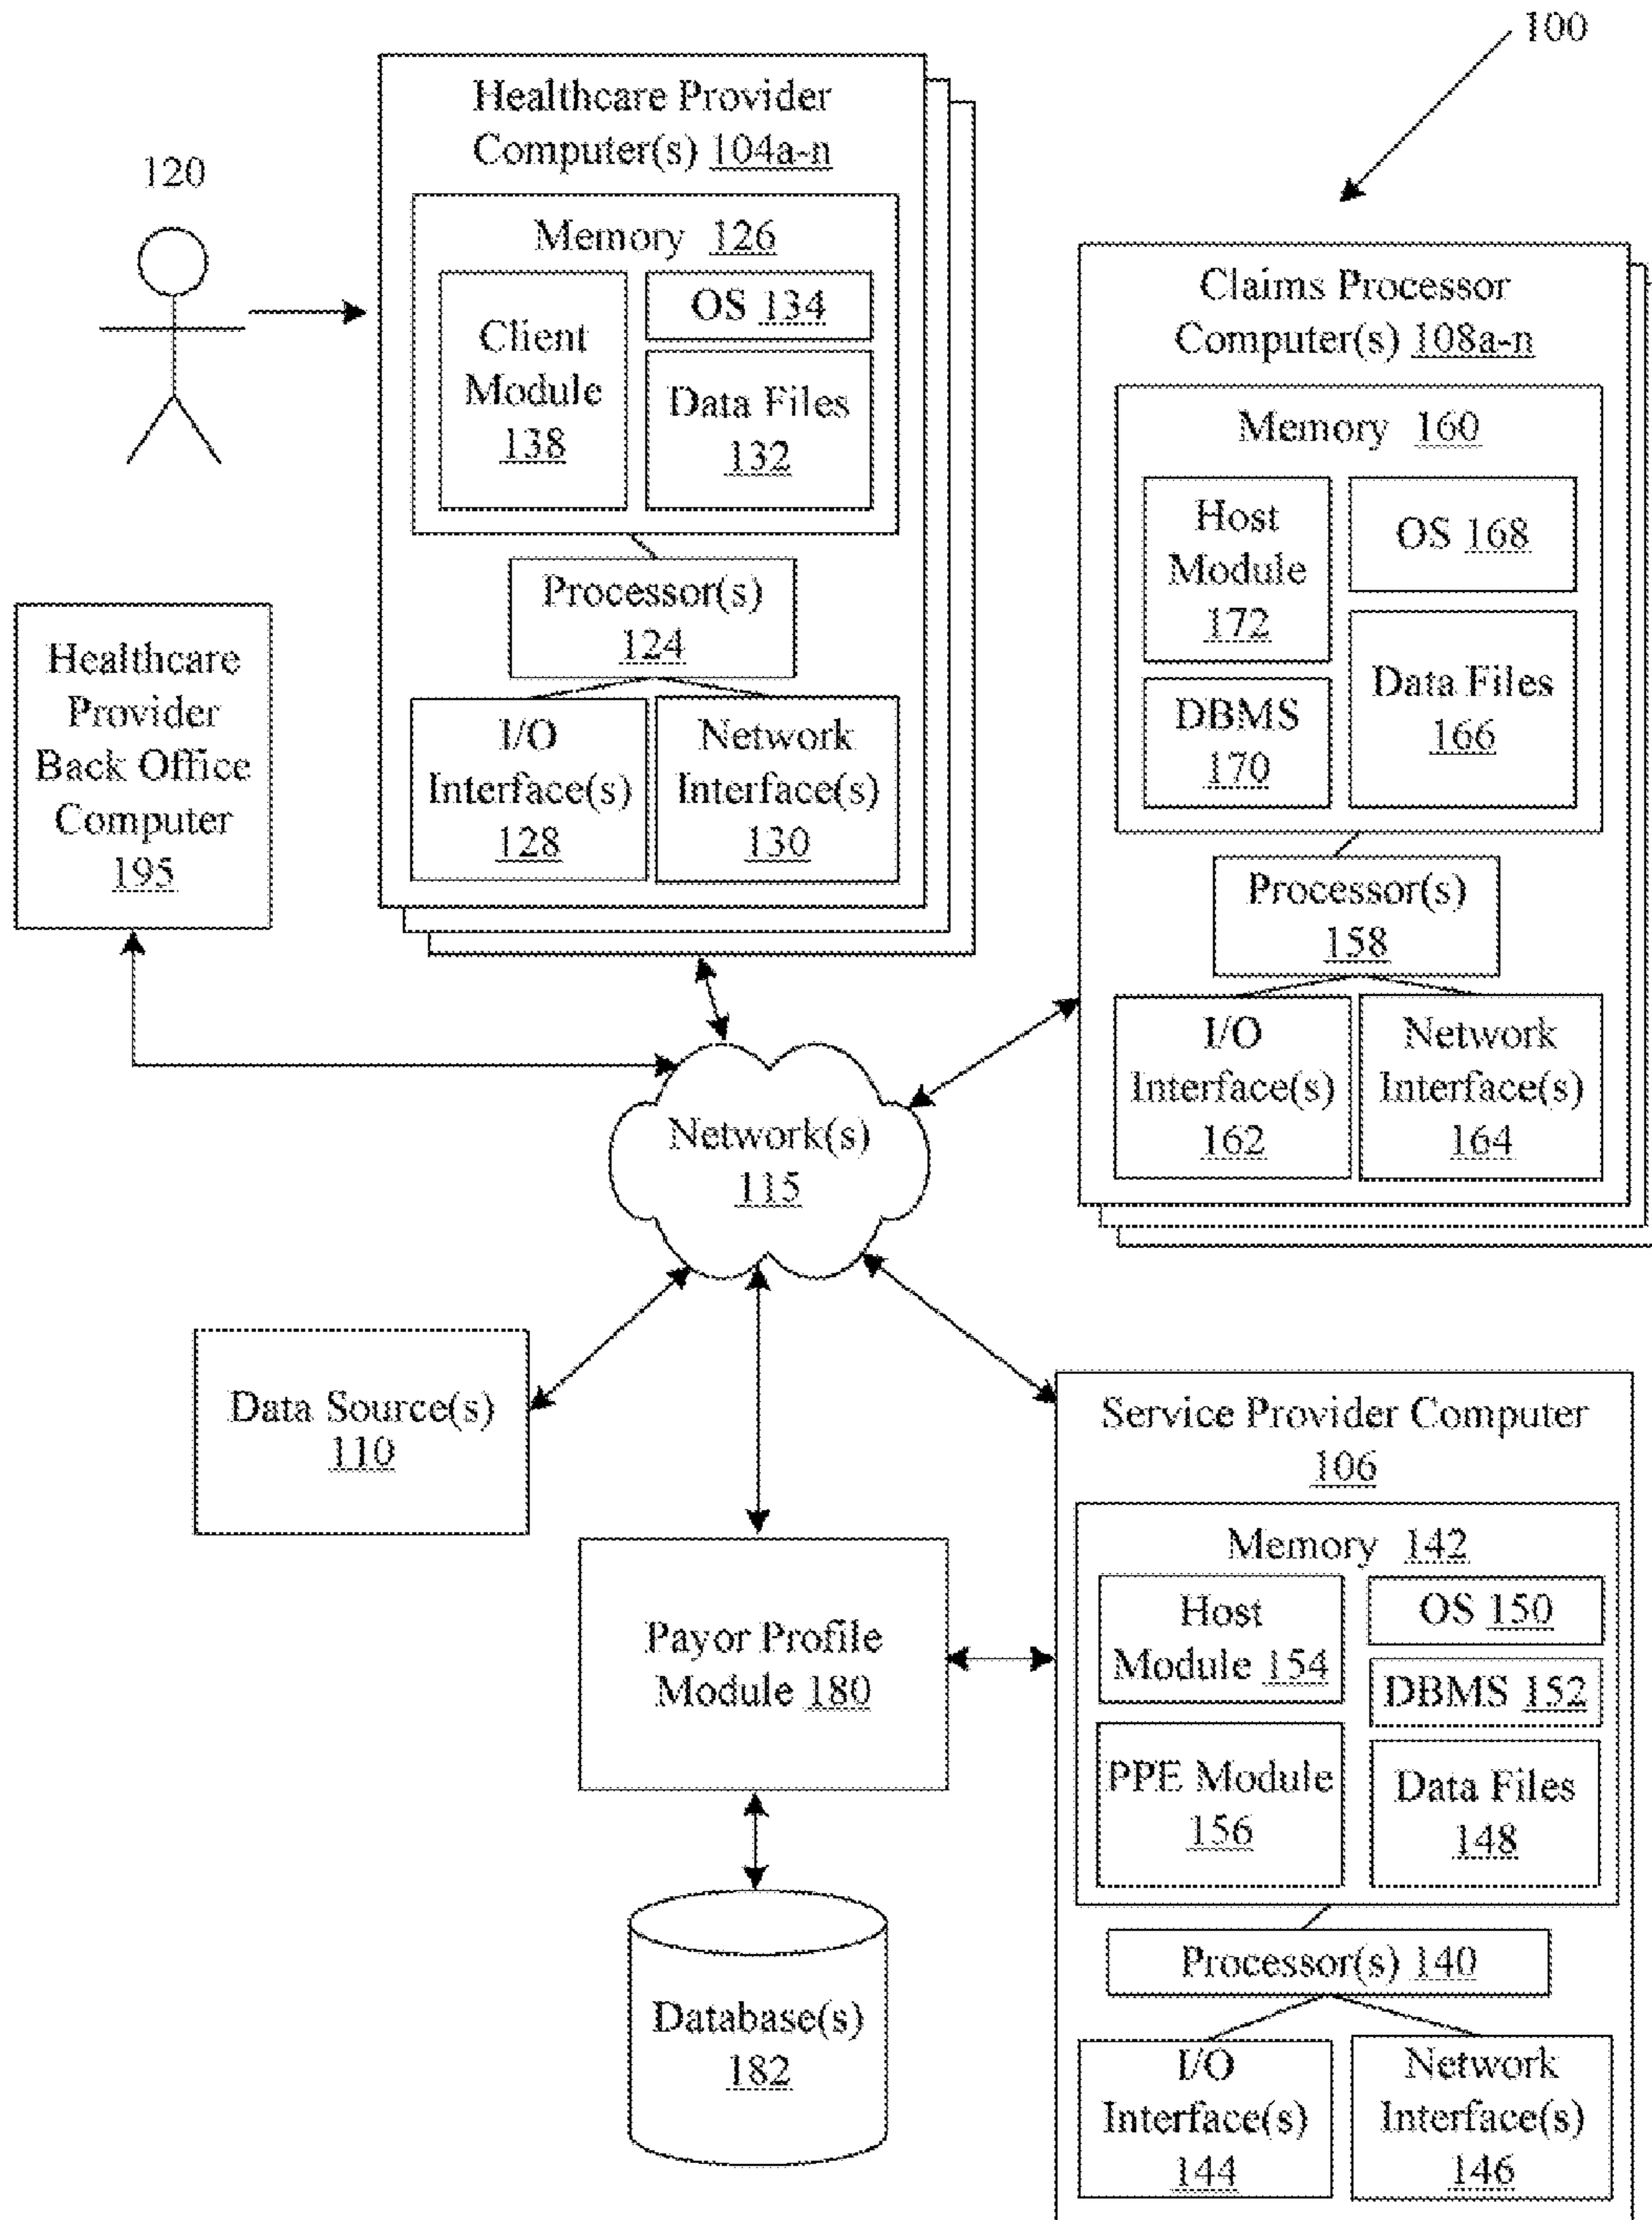 100
120
Healthcare Provider
Computer(s) 104a-n
Memory 126
Client
Module
138
OS 134
Data Files
132
Processor(s)
124
I/O
Interface(s)
128
Network
Interface(s)
130
Claims Processor
Computer(s) 108a-n
Memory 160
Host
Module
172
OS 168
DBMS
170
Data Files
166
Processor(s)
158
I/O
Interface(s)
162
Network
Interface(s)
164
Healthcare
Provider
Back Office
Computer
195
Network(s)
115
Data Source(s)
110
Payor Profile
Module 180
Database(s)
182
Service Provider Computer
106
Memory 142
Host
Module 154
OS 150
DBMS 152
PPE Module
156
Data Files
148
Processor(s) 140
I/O
Interface(s)
144
Network
Interface(s)
146